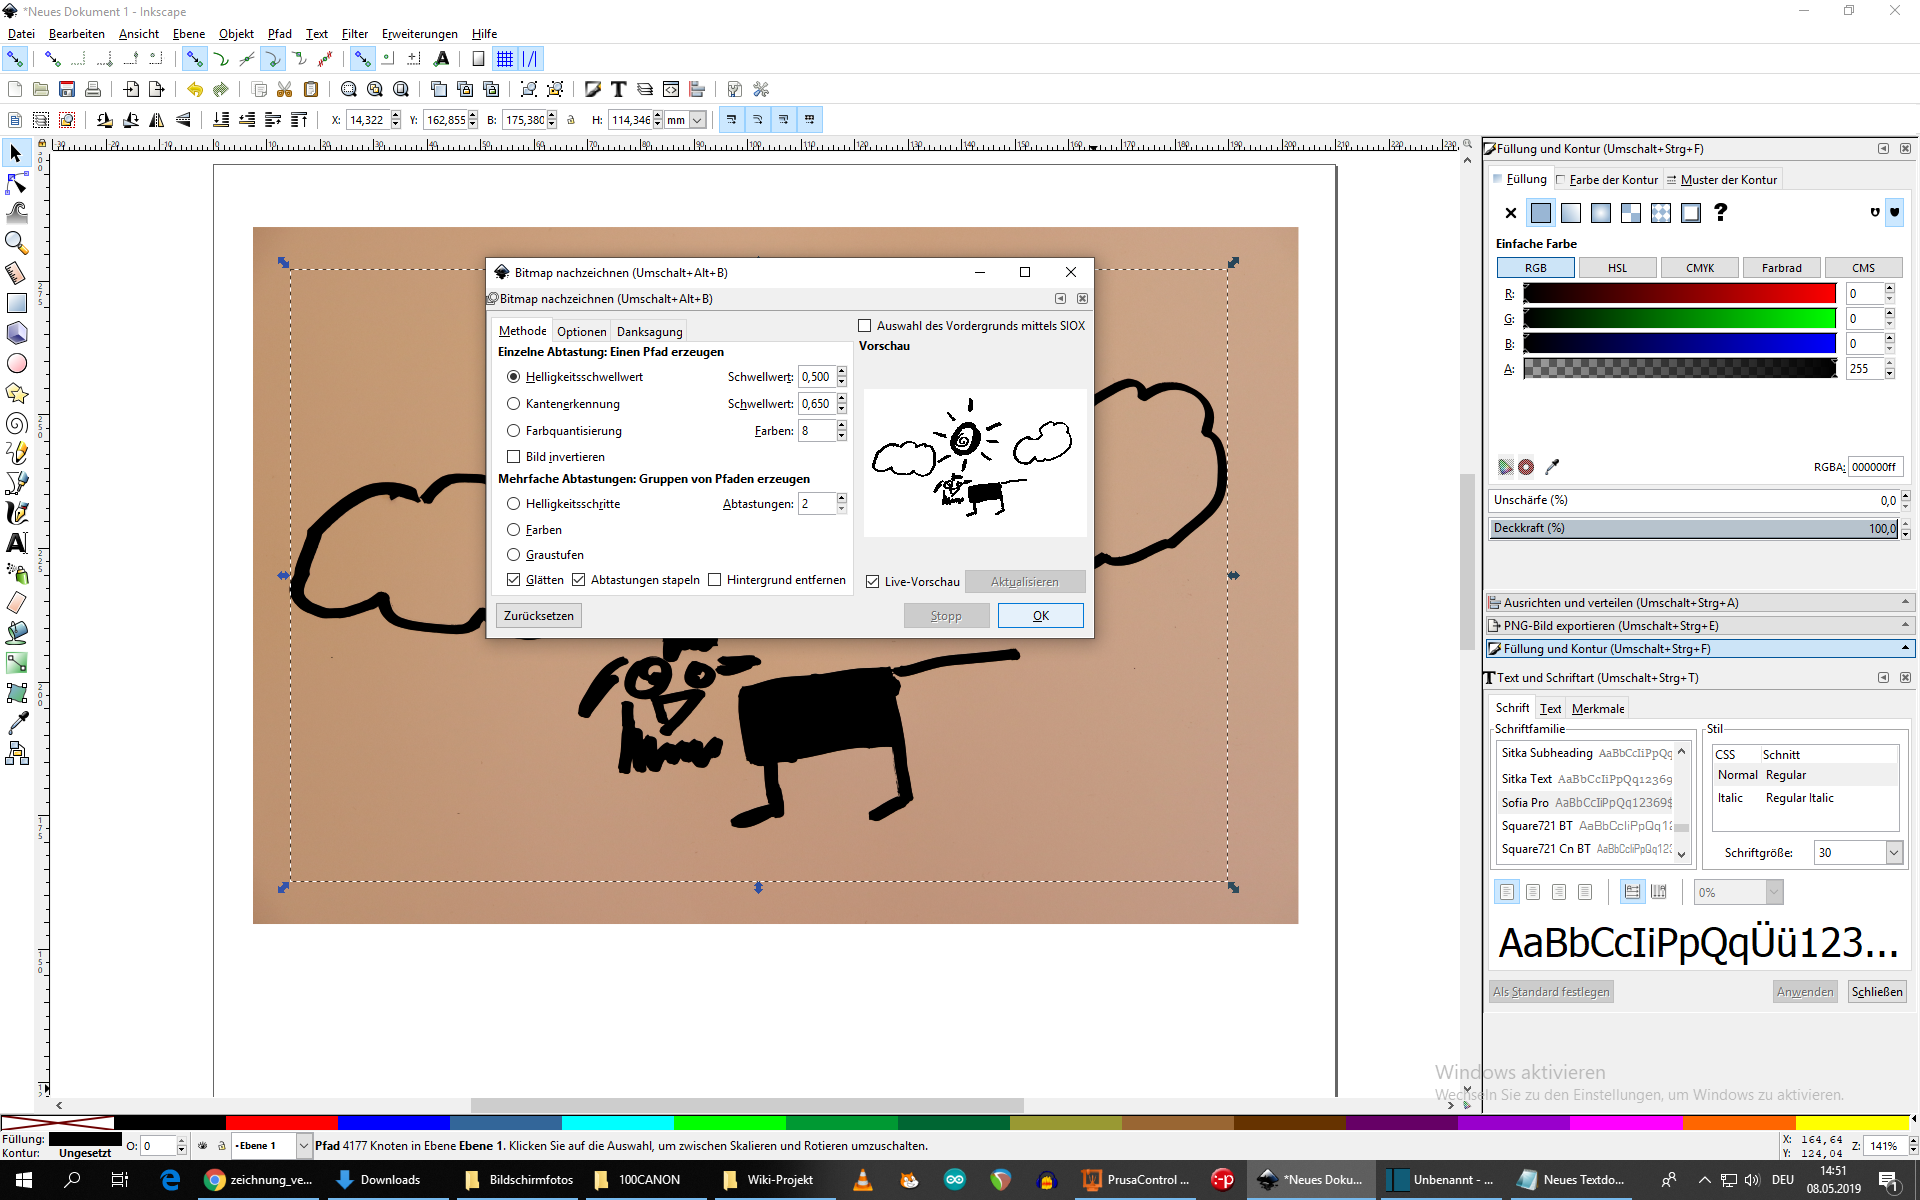 *Neues Dokument 1 - Inkscape
Datei Bearbeiten Ansicht Ebene Objekt Pfad Text Filter Erweiterungen Hilfe
X: 14,322 Y: 162,855 B: 175,380 H: 114,346 mm
Bitmap nachzeichnen (Umschalt+Alt+B)
Bitmap nachzeichnen (Umschalt+Alt+B)
Methode Optionen Danksagung
Auswahl des Vordergrunds mittels SIOX
Vorschau
Einzelne Abtastung: Einen Pfad erzeugen
Helligkeitsschwellwert Schwellwert: 0,500
Kantenerkennung Schwellwert: 0,650
Farbquantisierung Farben: 8
Bild invertieren
Mehrfache Abtastungen: Gruppen von Pfaden erzeugen
Helligkeitsschritte Abtastungen: 2
Farben
Graustufen
Glätten Abtastungen stapeln Hintergrund entfernen
Live-Vorschau Aktualisieren
Zurücksetzen Stopp OK
Füllung und Kontur (Umschalt+Strg+F)
Füllung Farbe der Kontur Muster der Kontur
Einfache Farbe
RGB HSL CMYK Farbrad CMS
R: 0
G: 0
B: 0
A: 255
RGBA: 000000ff
Unschärfe (%) 0,0
Deckkraft (%) 100,0
Ausrichten und verteilen (Umschalt+Strg+A)
PNG-Bild exportieren (Umschalt+Strg+E)
Füllung und Kontur (Umschalt+Strg+F)
Text und Schriftart (Umschalt+Strg+T)
Schrift Text Merkmale
Schriftfamilie
Sitka Subheading AaBbCcIiPpQq
Sitka Text AaBbCcIiPpQq12369
Sofia Pro AaBbCcIiPpQq12369$
Square721 BT AaBbCcIiPpQq12
Square721 Cn BT AaBbCcIiPpQq123
Stil
CSS Schnitt
Normal Regular
Italic Regular Italic
Schriftgröße: 30
0%
AaBbCcIiPpQqÜü123...
Als Standard festlegen Anwenden Schließen
Windows aktivieren
Wechseln Sie zu den Einstellungen, um Windows zu aktivieren.
Füllung:
Kontur: Ungesetzt
O: 0
•Ebene 1
Pfad 4177 Knoten in Ebene Ebene 1. Klicken Sie auf die Auswahl, um zwischen Skalieren und Rotieren umzuschalten.
X: 164,64
Y: 124,04
Z: 141%
zeichnung_ve... Downloads Bildschirmfotos 100CANON Wiki-Projekt PrusaControl *Neues Doku... Unbenannt - ... Neues Textdo...
DEU
14:51
08.05.2019